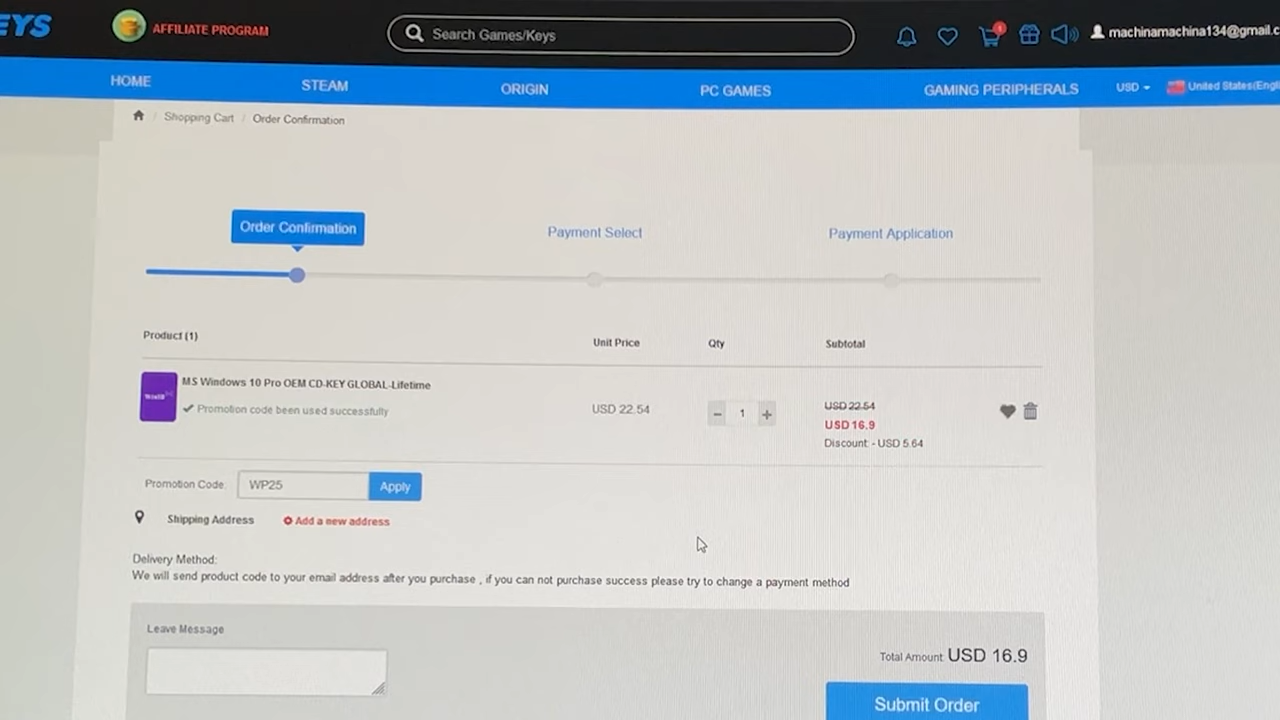 EYS
AFFILIATE PROGRAM
Search Games/Keys
1
machinamachina134@gmail.c
HOME
STEAM
ORIGIN
PC GAMES
GAMING PERIPHERALS
USD
United States(Engl
/ Shopping Cart / Order Confirmation
Order Confirmation
Payment Select
Payment Application
Product (1)
Unit Price
Qty
Subtotal
MS Windows 10 Pro OEM CD-KEY GLOBAL-Lifetime
Promotion code been used successfully
USD 22.54
- 1 +
USD 22.54
USD 16.9
Discount: - USD 5.64
Promotion Code:
WP25
Apply
Shipping Address
Add a new address
Delivery Method:
We will send product code to your email address after you purchase , if you can not purchase success please try to change a payment method
Leave Message
Total Amount: USD 16.9
Submit Order